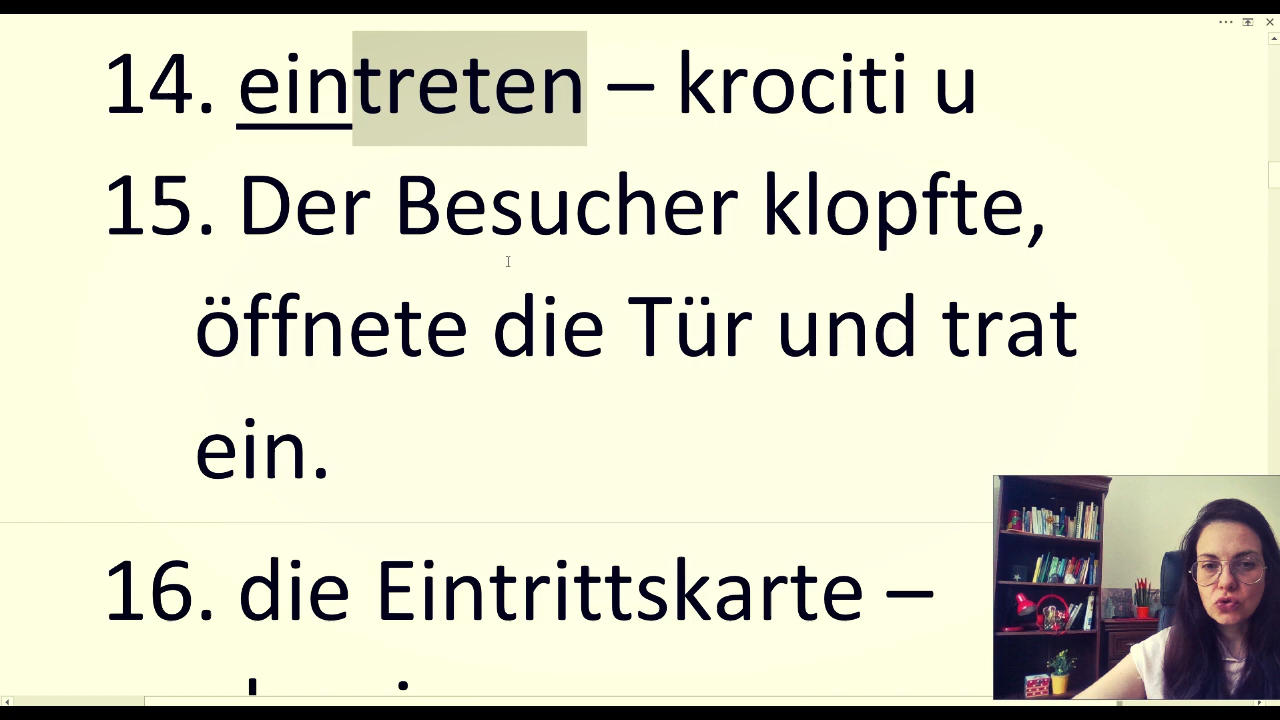 14. eintreten – krociti u
15. Der Besucher klopfte,
öffnete die Tür und trat
ein.
16. die Eintrittskarte –